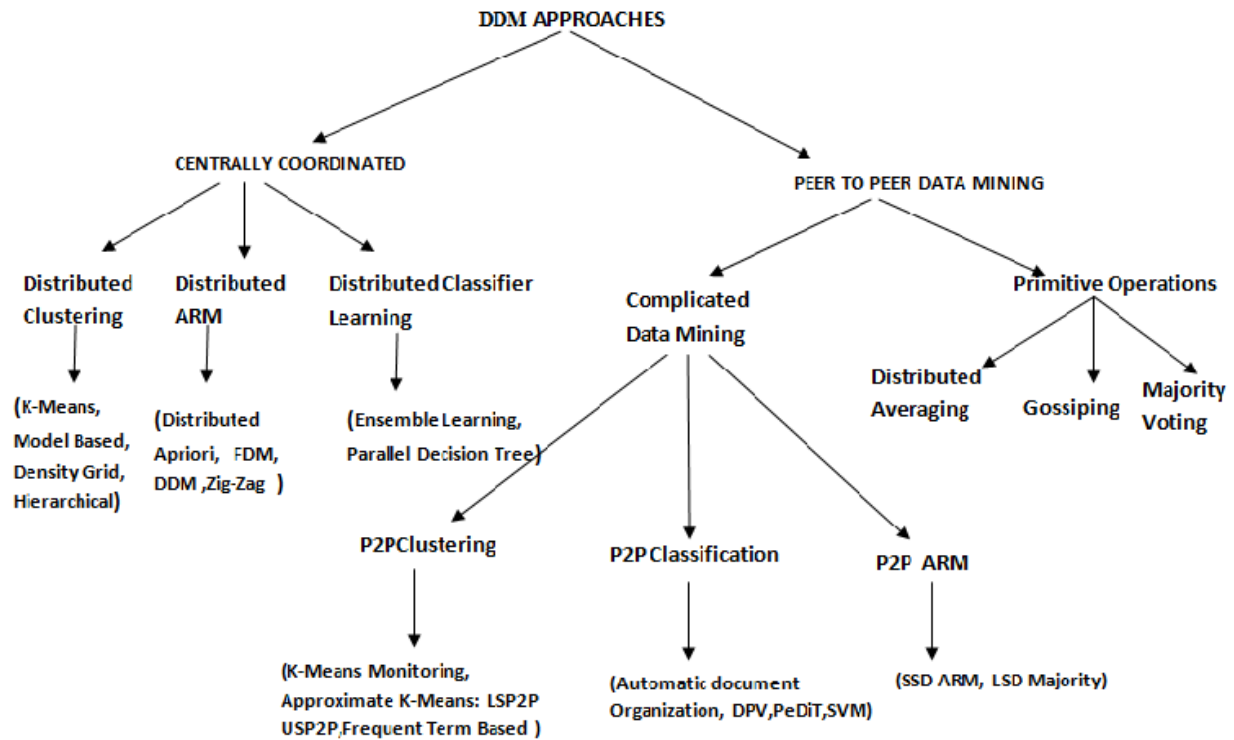 DDM APPROACHES
CENTRALLY COORDINATED
PEER TO PEER DATA MINING
Distributed
Clustering
Distributed
ARM
Distributed Classifier
Learning
Complicated
Data Mining
Primitive Operations
(K-Means,
Model Based,
Density Grid,
Hierarchical)
(Distributed
Apriori, FDM,
DDM ,Zig-Zag )
(Ensemble Learning,
Parallel Decision Tree)
Distributed
Averaging
Gossiping
Majority
Voting
P2PClustering
P2P Classification
P2P ARM
(K-Means Monitoring,
Approximate K-Means: LSP2P
USP2P,Frequent Term Based )
(Automatic document
Organization, DPV,PeDiT,SVM)
(SSD ARM, LSD Majority)